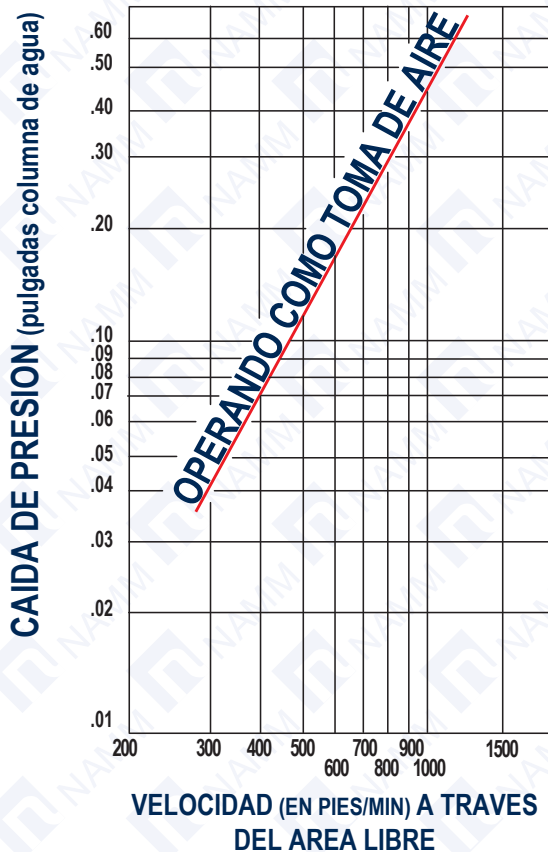 CAIDA DE PRESION (pulgadas columna de agua)
.60
.50
.40
.30
.20
.10
.09
.08
.07
.06
.05
.04
.03
.02
.01
OPERANDO COMO TOMA DE AIRE
200 300 400 500 700 900 1500
600 800 1000
VELOCIDAD (EN PIES/MIN) A TRAVES
DEL AREA LIBRE
NAMM